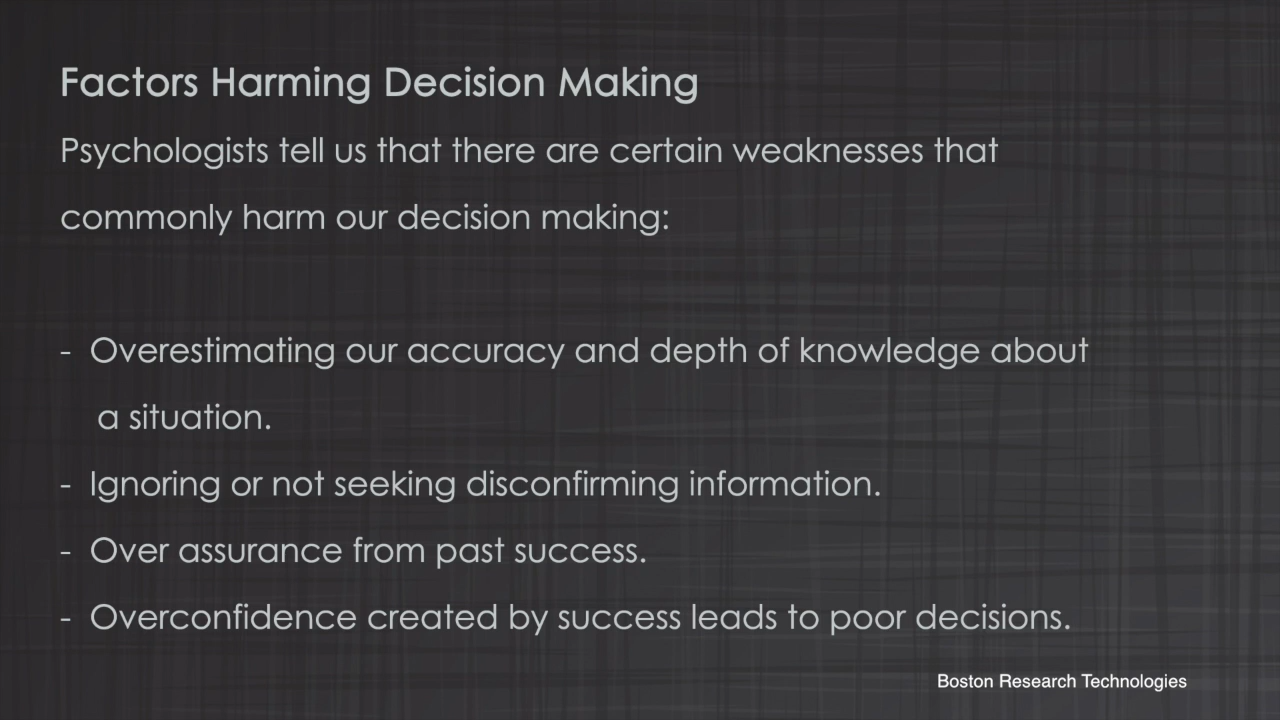 Factors Harming Decision Making
Psychologists tell us that there are certain weaknesses that
commonly harm our decision making:
- Overestimating our accuracy and depth of knowledge about
a situation.
- Ignoring or not seeking disconfirming information.
- Over assurance from past success.
- Overconfidence created by success leads to poor decisions.
Boston Research Technologies